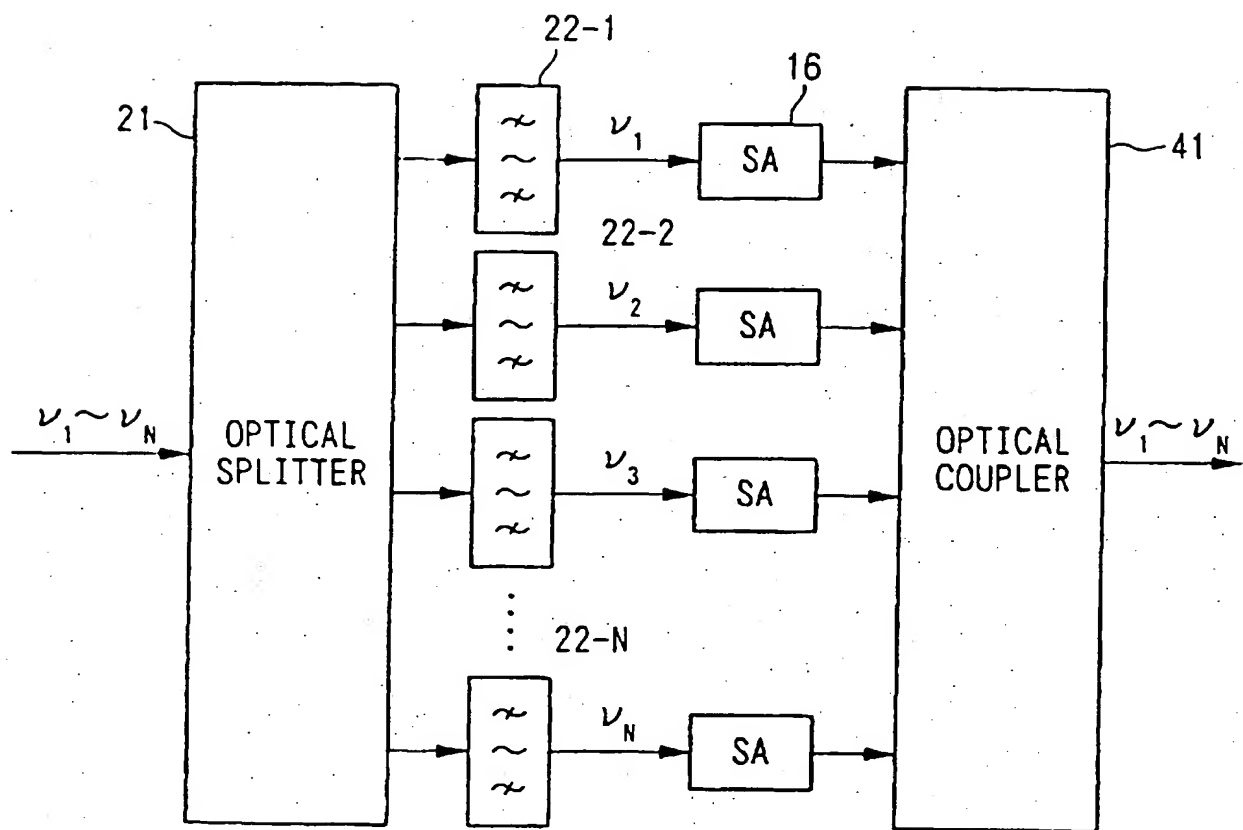 22-1
16
21
ν1
SA
41
22-2
ν2
SA
ν1~νN
OPTICAL
SPLITTER
ν3
SA
OPTICAL
COUPLER
ν1~νN
22-N
νN
SA